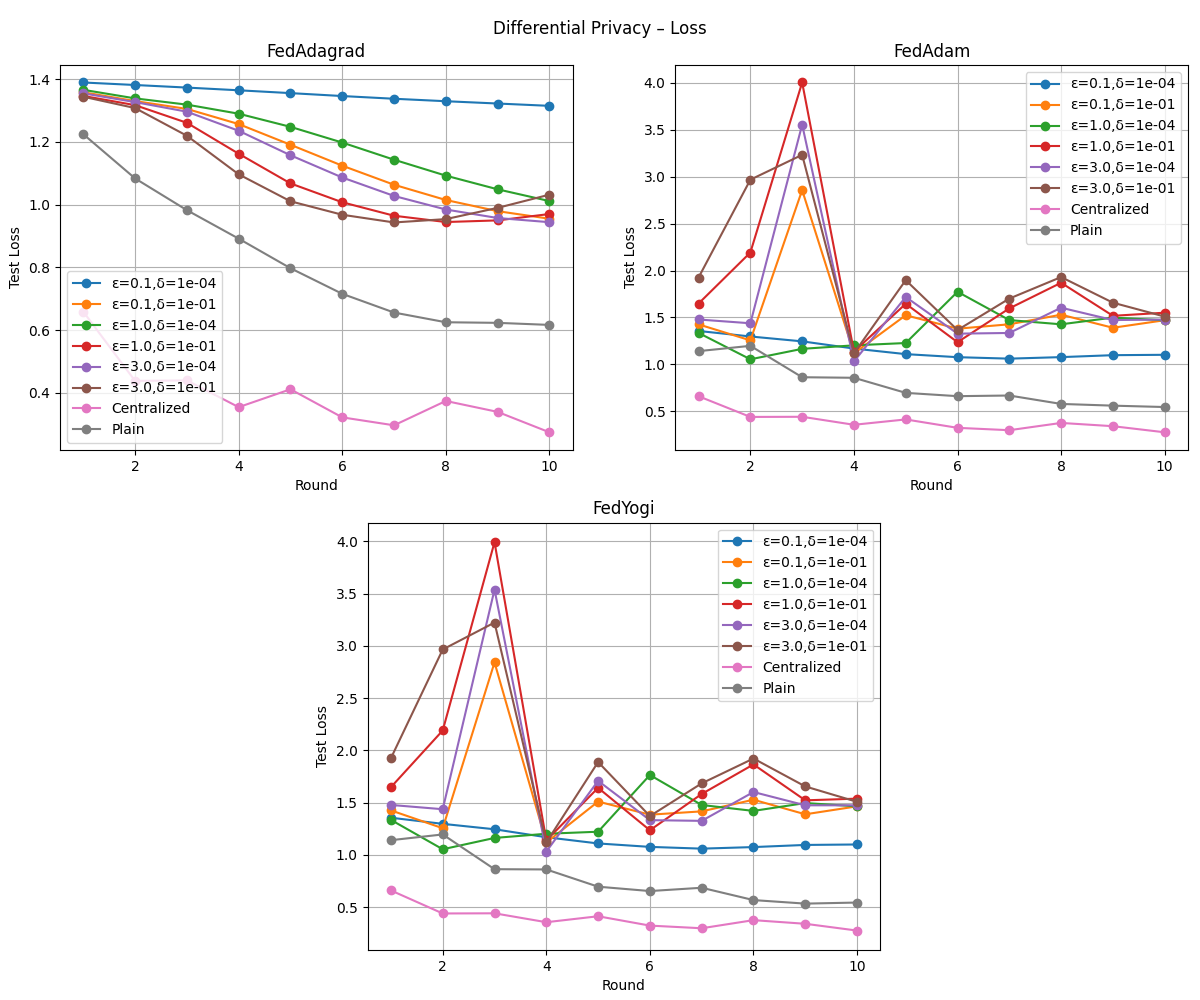 Differential Privacy – Loss
FedAdagrad
Test Loss
1.4
1.2
1.0
0.8
0.6
0.4
2
4
6
8
10
Round
ε=0.1,δ=1e-04
ε=0.1,δ=1e-01
ε=1.0,δ=1e-04
ε=1.0,δ=1e-01
ε=3.0,δ=1e-04
ε=3.0,δ=1e-01
Centralized
Plain
FedAdam
Test Loss
4.0
3.5
3.0
2.5
2.0
1.5
1.0
0.5
2
4
6
8
10
Round
ε=0.1,δ=1e-04
ε=0.1,δ=1e-01
ε=1.0,δ=1e-04
ε=1.0,δ=1e-01
ε=3.0,δ=1e-04
ε=3.0,δ=1e-01
Centralized
Plain
FedYogi
Test Loss
4.0
3.5
3.0
2.5
2.0
1.5
1.0
0.5
2
4
6
8
10
Round
ε=0.1,δ=1e-04
ε=0.1,δ=1e-01
ε=1.0,δ=1e-04
ε=1.0,δ=1e-01
ε=3.0,δ=1e-04
ε=3.0,δ=1e-01
Centralized
Plain